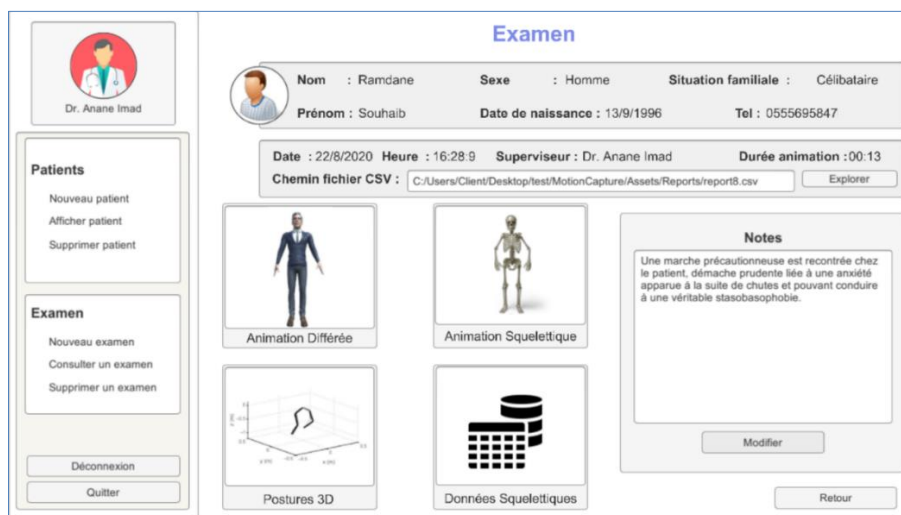 Examen
Dr. Anane Imad
Nom : Ramdane Sexe : Homme Situation familiale : Célibataire
Prénom : Souhaib Date de naissance : 13/9/1996 Tel : 0555695847
Date : 22/8/2020 Heure : 16:28:9 Superviseur : Dr. Anane Imad Durée animation :00:13
Chemin fichier CSV : C:/Users/Client/Desktop/test/MotionCapture/Assets/Reports/report8.csv Explorer
Patients
Nouveau patient
Afficher patient
Supprimer patient
Examen
Nouveau examen
Consulter un examen
Supprimer un examen
Déconnexion
Quitter
Animation Différée
Animation Squelettique
Postures 3D
Données Squelettiques
Notes
Une marche précautionneuse est recontrée chez
le patient, démache prudente liée à une anxiété
apparue à la suite de chutes et pouvant conduire
à une véritable stasobasophobie.
Modifier
Retour